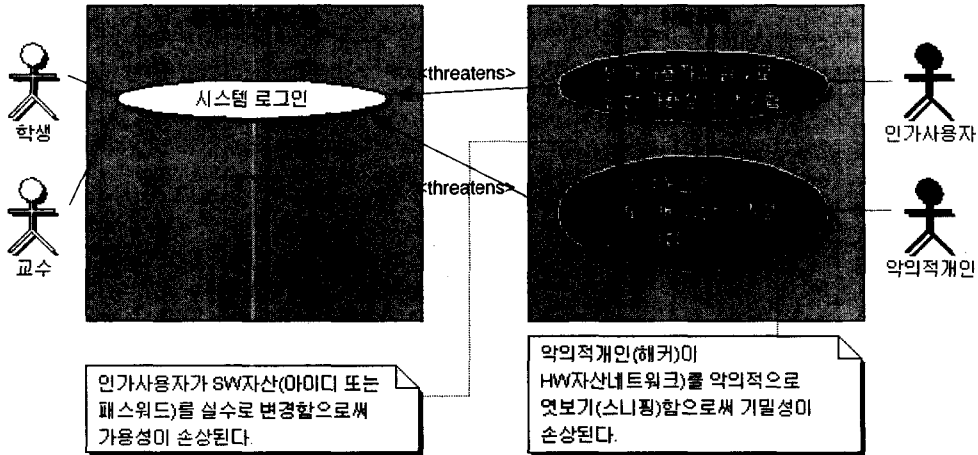 학생
교수
시스템 로그인
<threatens>
<threatens>
인가사용자
악의적개인
인가사용자가 SW자산(아이디 또는
패스워드)를 실수로 변경함으로써
가용성이 손상된다.
악의적개인(해커)이
HW자산네트워크)를 악의적으로
엿보기(스니핑)함으로써 기밀성이
손상된다.